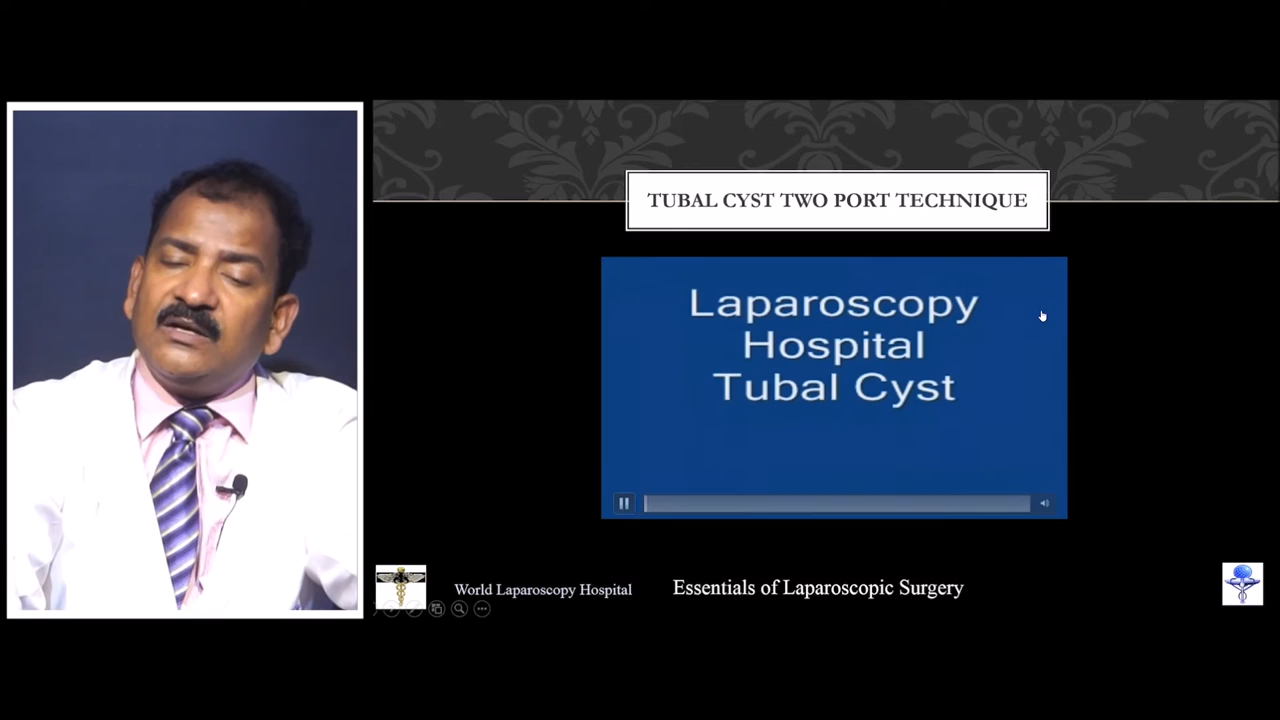 TUBAL CYST TWO PORT TECHNIQUE
Laparoscopy
Hospital
Tubal Cyst
World Laparoscopy Hospital
Essentials of Laparoscopic Surgery